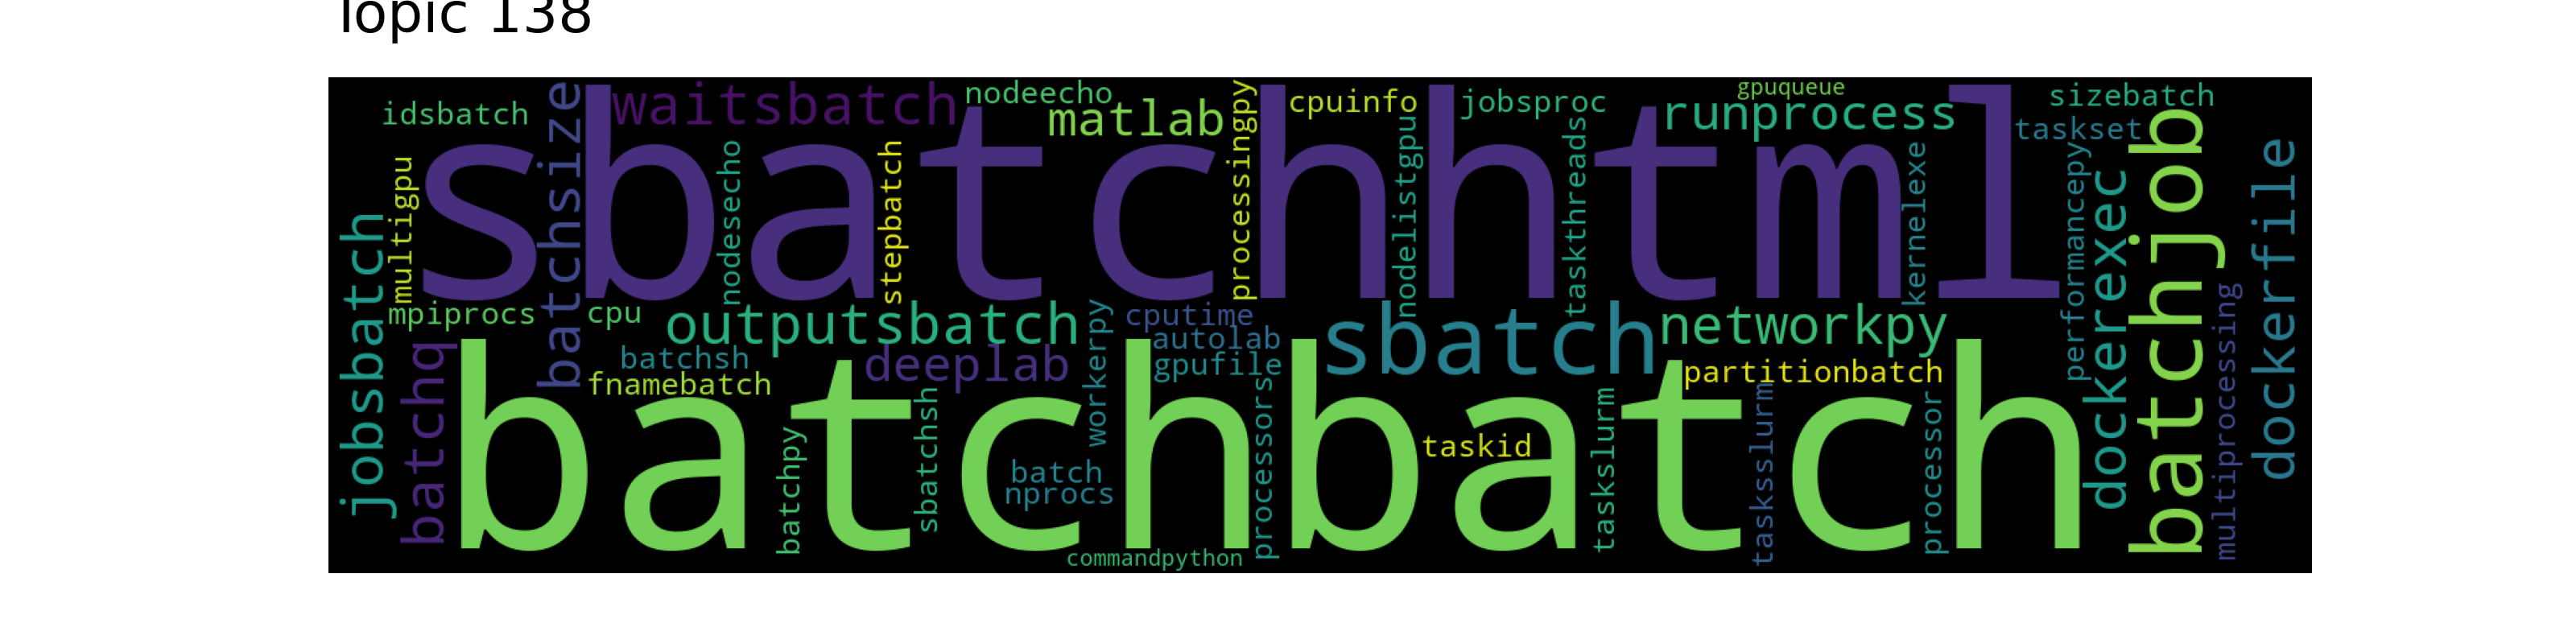 Topic 138
idsbatch
batchsize
waitsbatch
nodeecho
matlab
processingpy
cpuinfo
jobsproc
gpuqueue
runprocess
sizebatch
taskset
multigpu
sbatchhtml
nodesecho
stepbatch
nodelistgpu
taskthreads
kernelexe
performancepy
dockerexec
batchjob
dockerfile
jobsbatch
mpiprocs
cpu
outputsbatch
workerpy
cputime
autolab
gpufile
sbatch
networkpy
batchsh
deeplab
fnamebatch
partitionbatch
multiprocessing
batchq
batchbatch
batchpy
sbatchsh
batch
nprocs
processors
taskid
taskslurm
tasksslurm
processor
commandpython